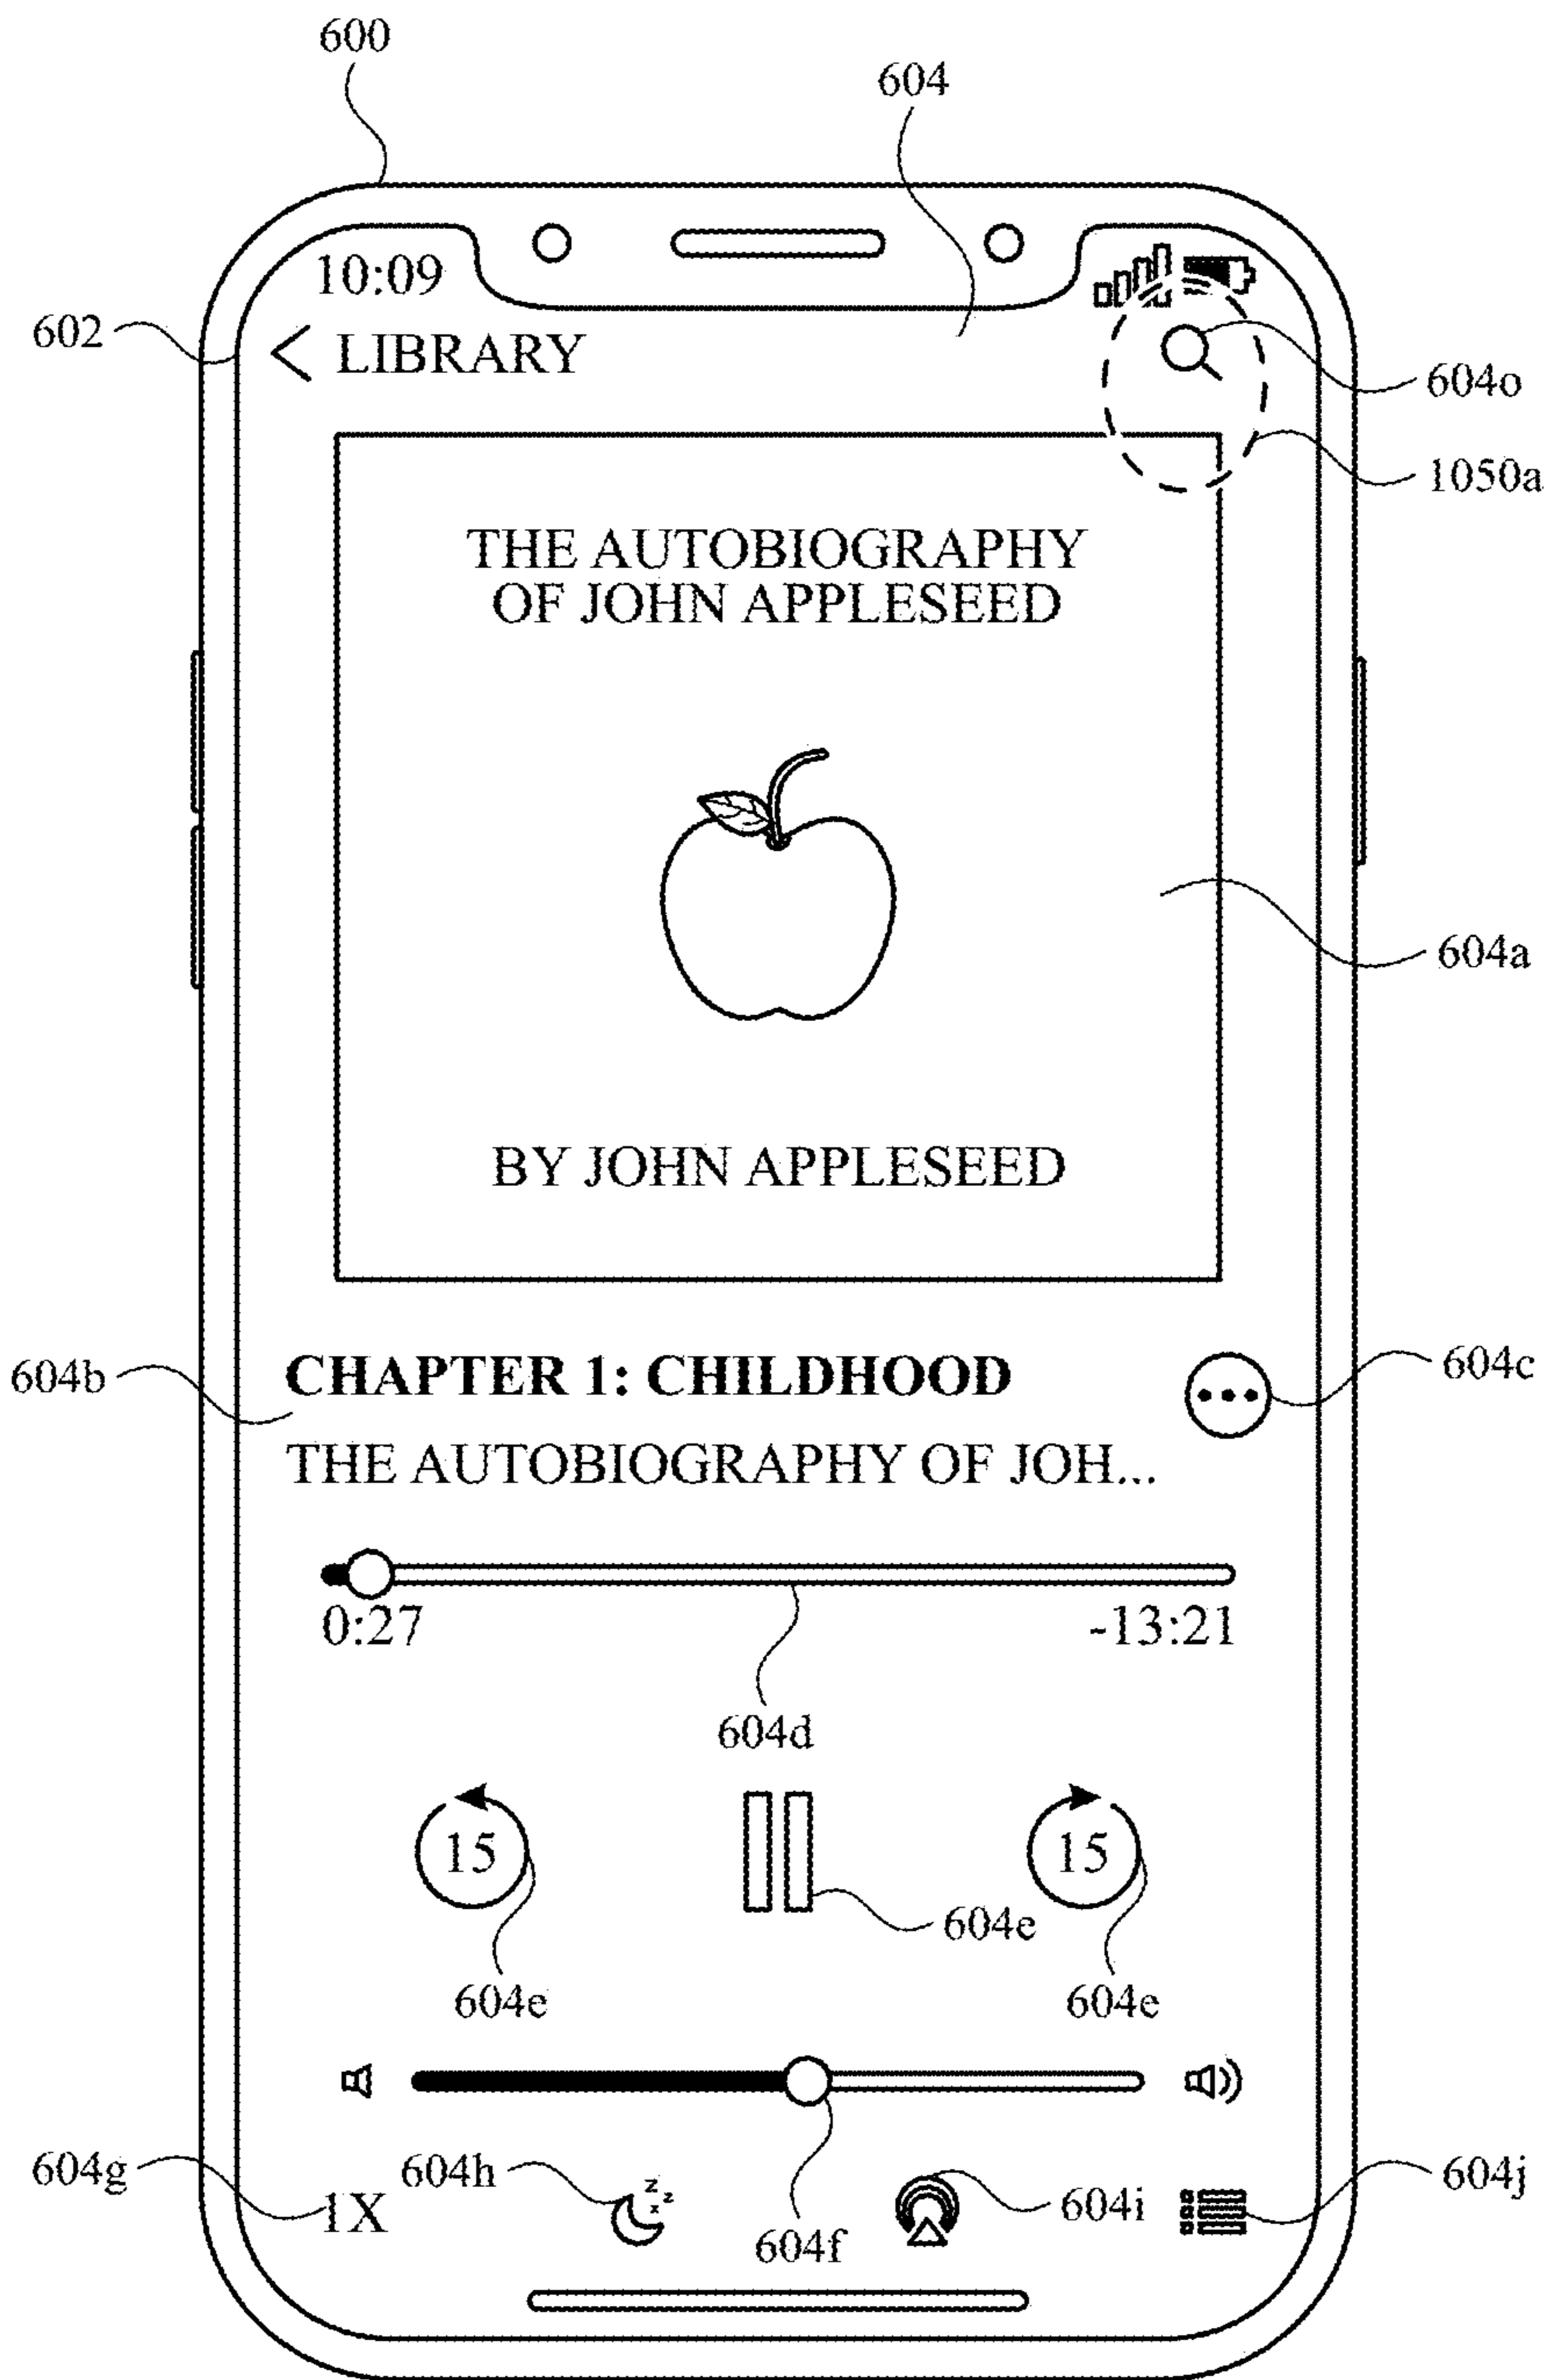 600
604
10:09
602
LIBRARY
604o
1050a
THE AUTOBIOGRAPHY
OF JOHN APPLESEED
604a
BY JOHN APPLESEED
604b
CHAPTER 1: CHILDHOOD
604c
THE AUTOBIOGRAPHY OF JOH...
0:27
-13:21
604d
15
15
604e
604e
604e
604g
604h
z z z
604i
604j
1X
604f